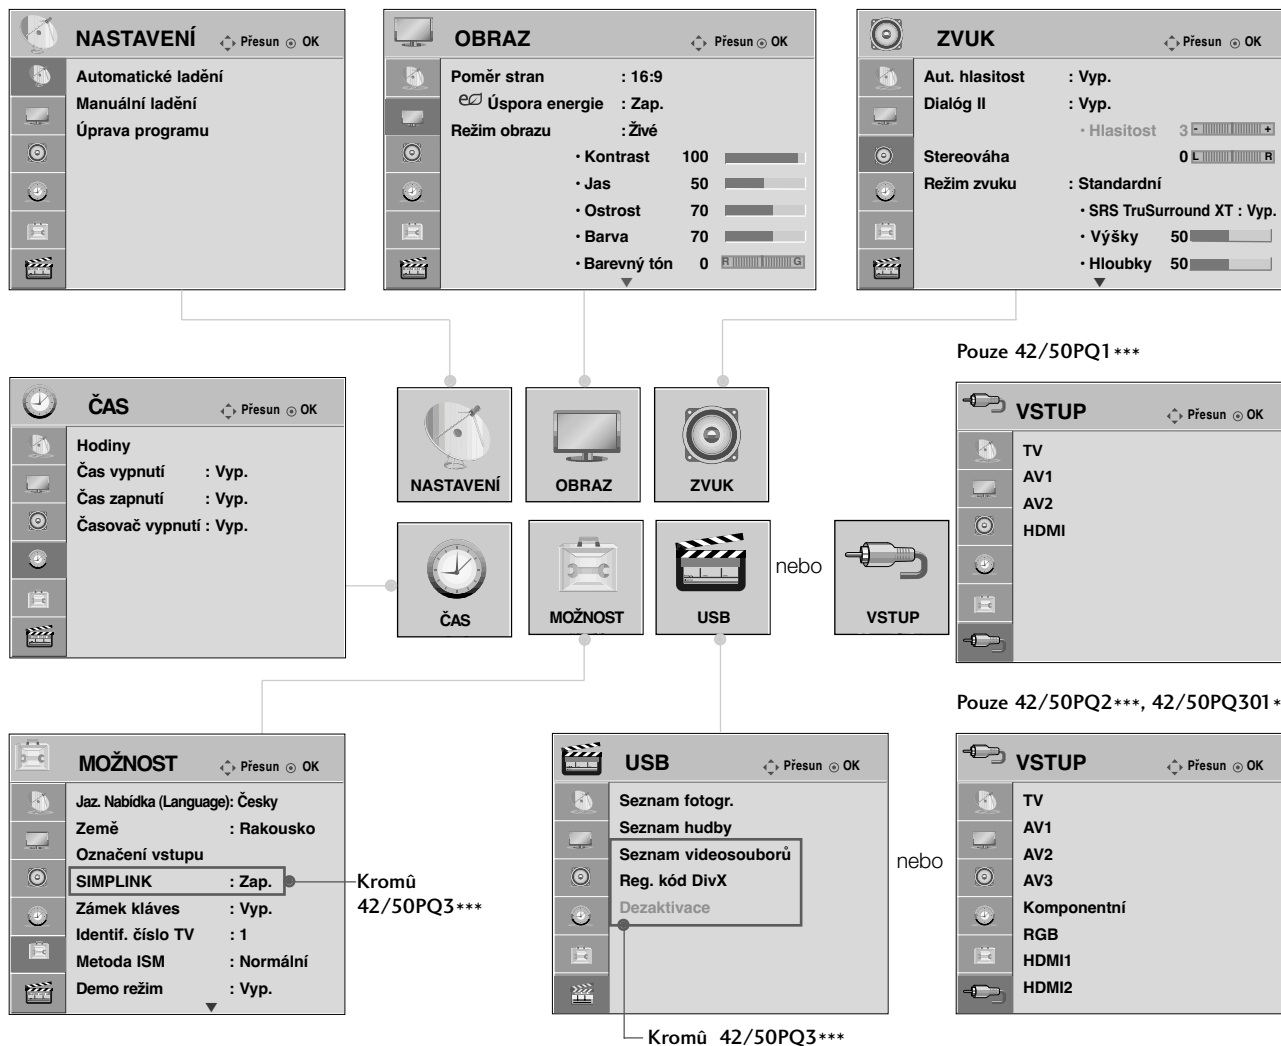 NASTAVENÍ Přesun OK
Automatické ladění
Manuální ladění
Úprava programu
OBRAZ Přesun OK
Poměr stran : 16:9
Úspora energie : Zap.
Režim obrazu : Živé
• Kontrast 100
• Jas 50
• Ostrost 70
• Barva 70
• Barevný tón 0 R G
ZVUK Přesun OK
Aut. hlasitost : Vyp.
Dialóg II : Vyp.
• Hlasitost 3 - +
Stereováha 0 L R
Režim zvuku : Standardní
• SRS TruSurround XT : Vyp.
• Výšky 50
• Hloubky 50
ČAS Přesun OK
Hodiny
Čas vypnutí : Vyp.
Čas zapnutí : Vyp.
Časovač vypnutí : Vyp.
NASTAVENÍ
OBRAZ
ZVUK
ČAS
MOŽNOST
USB
nebo
VSTUP
Pouze 42/50PQ1***
VSTUP Přesun OK
TV
AV1
AV2
HDMI
MOŽNOST Přesun OK
Jaz. Nabídka (Language): Česky
Země : Rakousko
Označení vstupu
SIMPLINK : Zap.
Zámek kláves : Vyp.
Identif. číslo TV : 1
Metoda ISM : Normální
Demo režim : Vyp.
Kromû
42/50PQ3***
USB Přesun OK
Seznam fotogr.
Seznam hudby
Seznam videosouborů
Reg. kód DivX
Dezaktivace
Kromû 42/50PQ3***
nebo
Pouze 42/50PQ2***, 42/50PQ301*
VSTUP Přesun OK
TV
AV1
AV2
AV3
Komponentní
RGB
HDMI1
HDMI2